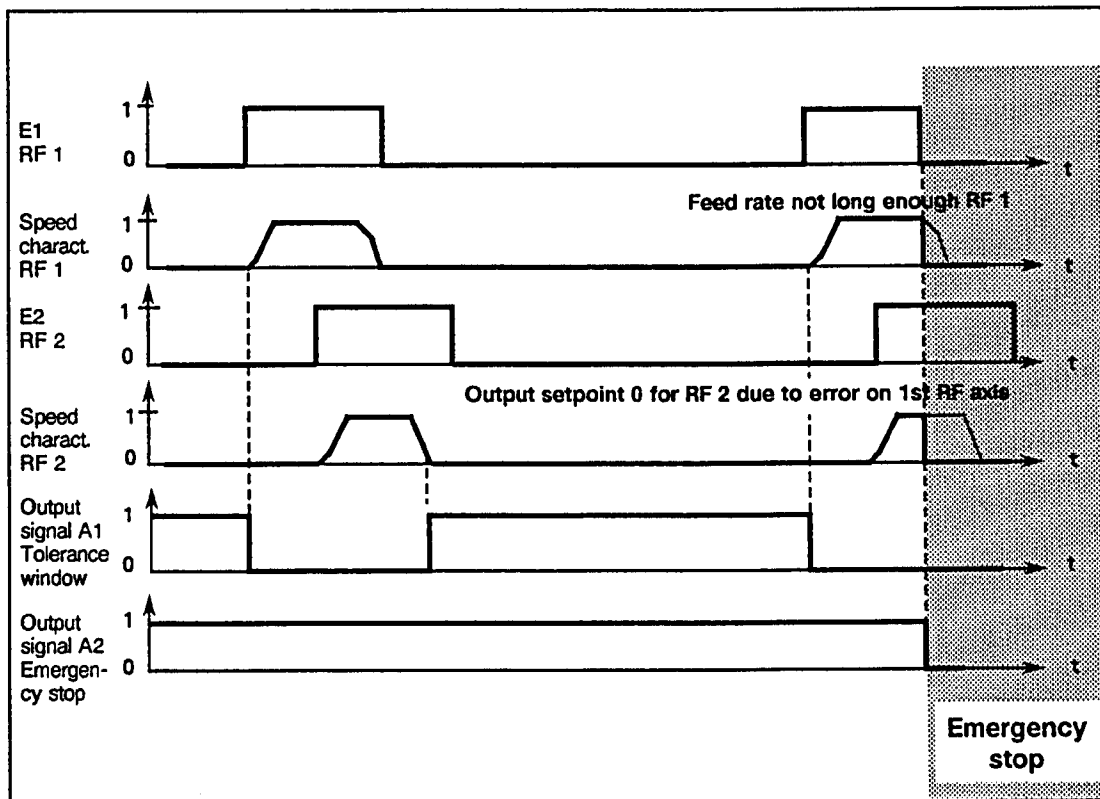 1
E1
RF 1
0
t
Feed rate not long enough RF 1
Speed
charact.
RF 1
1
0
t
E2
RF 2
1
0
t
Output setpoint 0 for RF 2 due to error on 1st RF axis
Speed
charact.
RF 2
1
0
t
Output
signal A1
Tolerance
window
1
0
t
Output
signal A2
Emergen-
cy stop
1
0
t
Emergency
stop